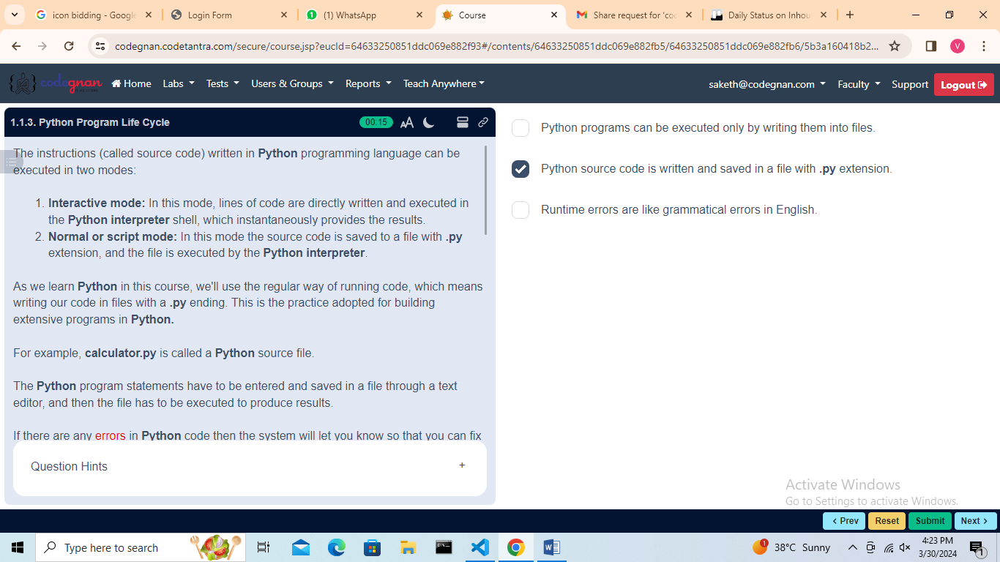 icon bidding - Google
Login Form
(1) WhatsApp
Course
Share request for 'co
Daily Status on Inhou
codegnan.codetantra.com/secure/course.jsp?eucId=64633250851ddc069e882f93#/contents/64633250851ddc069e882fb5/64633250851ddc069e882fb6/5b3a160418b2...
V
codegnan
Home
Labs
Tests
Users & Groups
Reports
Teach Anywhere
saketh@codegnan.com
Faculty
Support
Logout
1.1.3. Python Program Life Cycle
00:15
AA
The instructions (called source code) written in Python programming language can be
executed in two modes:
1. Interactive mode: In this mode, lines of code are directly written and executed in
the Python interpreter shell, which instantaneously provides the results.
2. Normal or script mode: In this mode the source code is saved to a file with .py
extension, and the file is executed by the Python interpreter.
As we learn Python in this course, we'll use the regular way of running code, which means
writing our code in files with a .py ending. This is the practice adopted for building
extensive programs in Python.
For example, calculator.py is called a Python source file.
The Python program statements have to be entered and saved in a file through a text
editor, and then the file has to be executed to produce results.
If there are any errors in Python code then the system will let you know so that you can fix
Question Hints
+
Python programs can be executed only by writing them into files.
Python source code is written and saved in a file with .py extension.
Runtime errors are like grammatical errors in English.
Activate Windows
Go to Settings to activate Windows.
< Prev
Reset
Submit
Next >
Type here to search
1
38°C Sunny
4:23 PM
3/30/2024
1